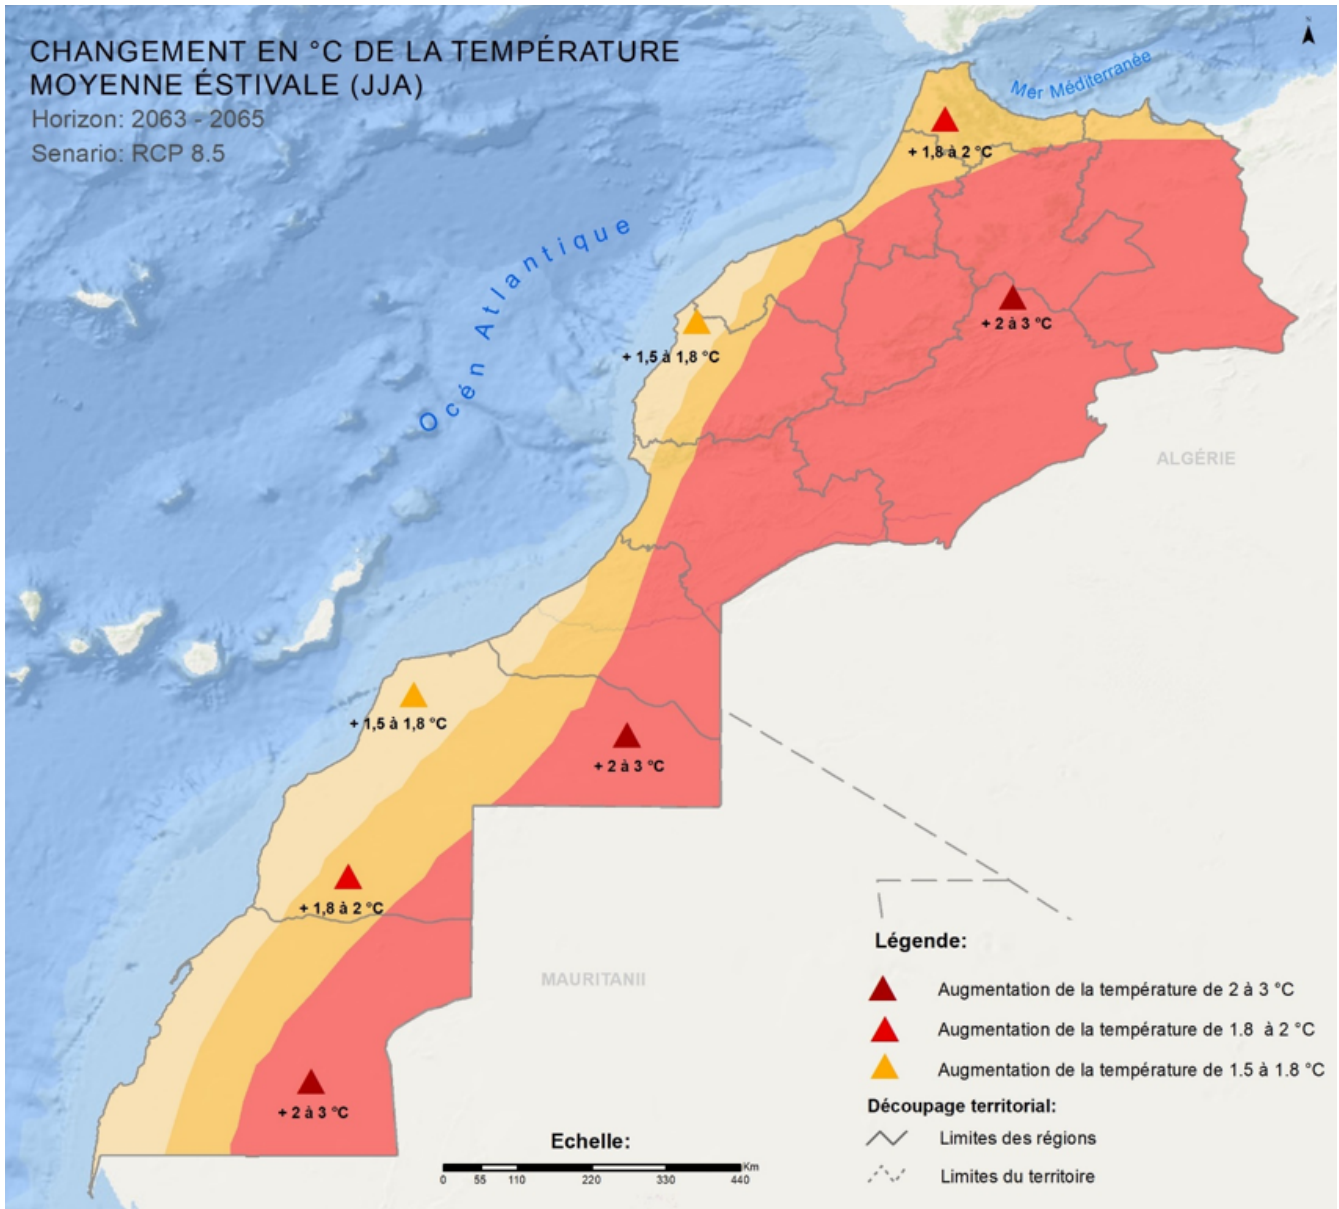 CHANGEMENT EN °C DE LA TEMPÉRATURE
MOYENNE ÉSTIVALE (JJA)
Horizon: 2063 - 2065
Senario: RCP 8.5
N
Mer Méditerranée
+ 1,8 à 2 °C
Océn Atlantique
+ 2 à 3 °C
+ 1,5 à 1,8 °C
ALGÉRIE
+ 1,5 à 1,8 °C
+ 2 à 3 °C
+ 1,8 à 2 °C
MAURITANII
+ 2 à 3 °C
Légende:
Augmentation de la température de 2 à 3 °C
Augmentation de la température de 1.8 à 2 °C
Augmentation de la température de 1.5 à 1.8 °C
Découpage territorial:
Limites des régions
Limites du territoire
Echelle:
Km
0 55 110 220 330 440